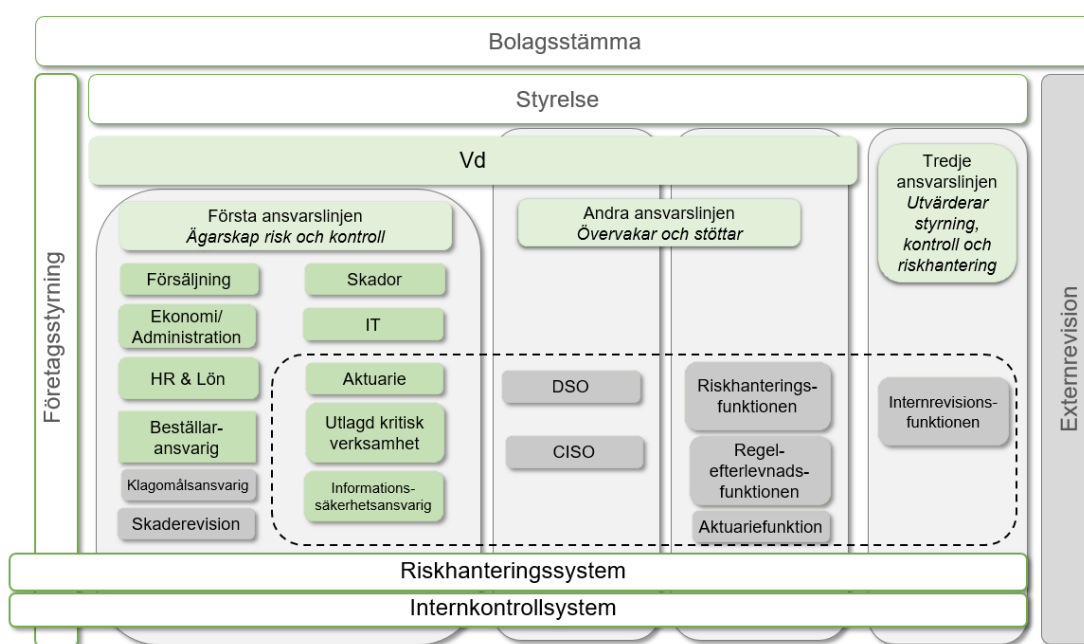 Bolagsstämma
Styrelse
Vd
Företagsstyrning
Första ansvarslinjen
Ägarskap risk och kontroll
Försäljning
Ekonomi/
Administration
HR & Lön
Beställar-
ansvarig
Klagomålsansvarig
Skaderevision
Skador
IT
Aktuarie
Utlagd kritisk
verksamhet
Informations-
säkerhetsansvarig
Andra ansvarslinjen
Övervakar och stöttar
DSO
CISO
Riskhanterings-
funktionen
Regel-
efterlevnads-
funktionen
Aktuariefunktion
Tredje
ansvarslinjen
Utvärderar
styrning,
kontroll och
riskhantering
Internrevisions-
funktionen
Externrevision
Riskhanteringssystem
Internkontrollsystem